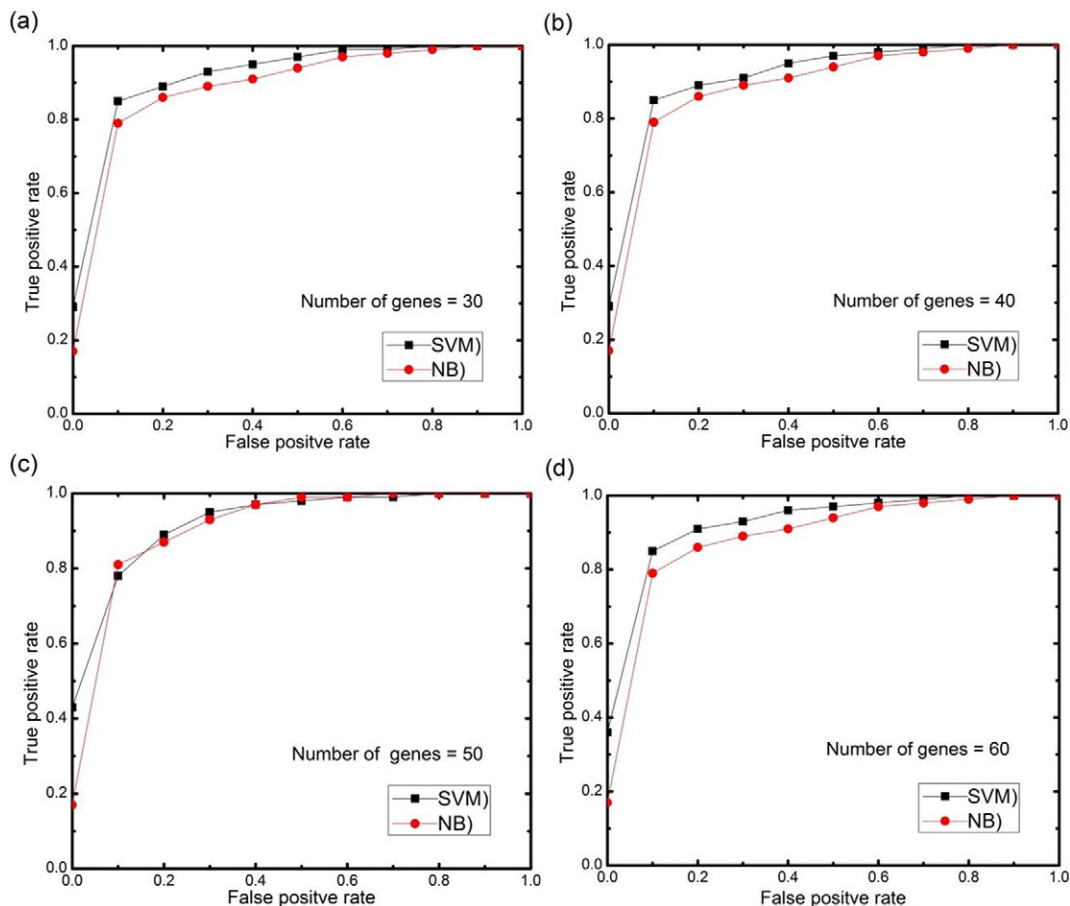 (a)
1.0
0.8
0.6
0.4
0.2
0.0
True positive rate
Number of genes = 30
SVM)
NB)
0.0 0.2 0.4 0.6 0.8 1.0
False positve rate
(b)
1.0
0.8
0.6
0.4
0.2
0.0
True positive rate
Number of genes = 40
SVM)
NB)
0.0 0.2 0.4 0.6 0.8 1.0
False positve rate
(c)
1.0
0.8
0.6
0.4
0.2
0.0
True positive rate
Number of genes = 50
SVM)
NB)
0.0 0.2 0.4 0.6 0.8 1.0
False positve rate
(d)
1.0
0.8
0.6
0.4
0.2
0.0
True positive rate
Number of genes = 60
SVM)
NB)
0.0 0.2 0.4 0.6 0.8 1.0
False positve rate